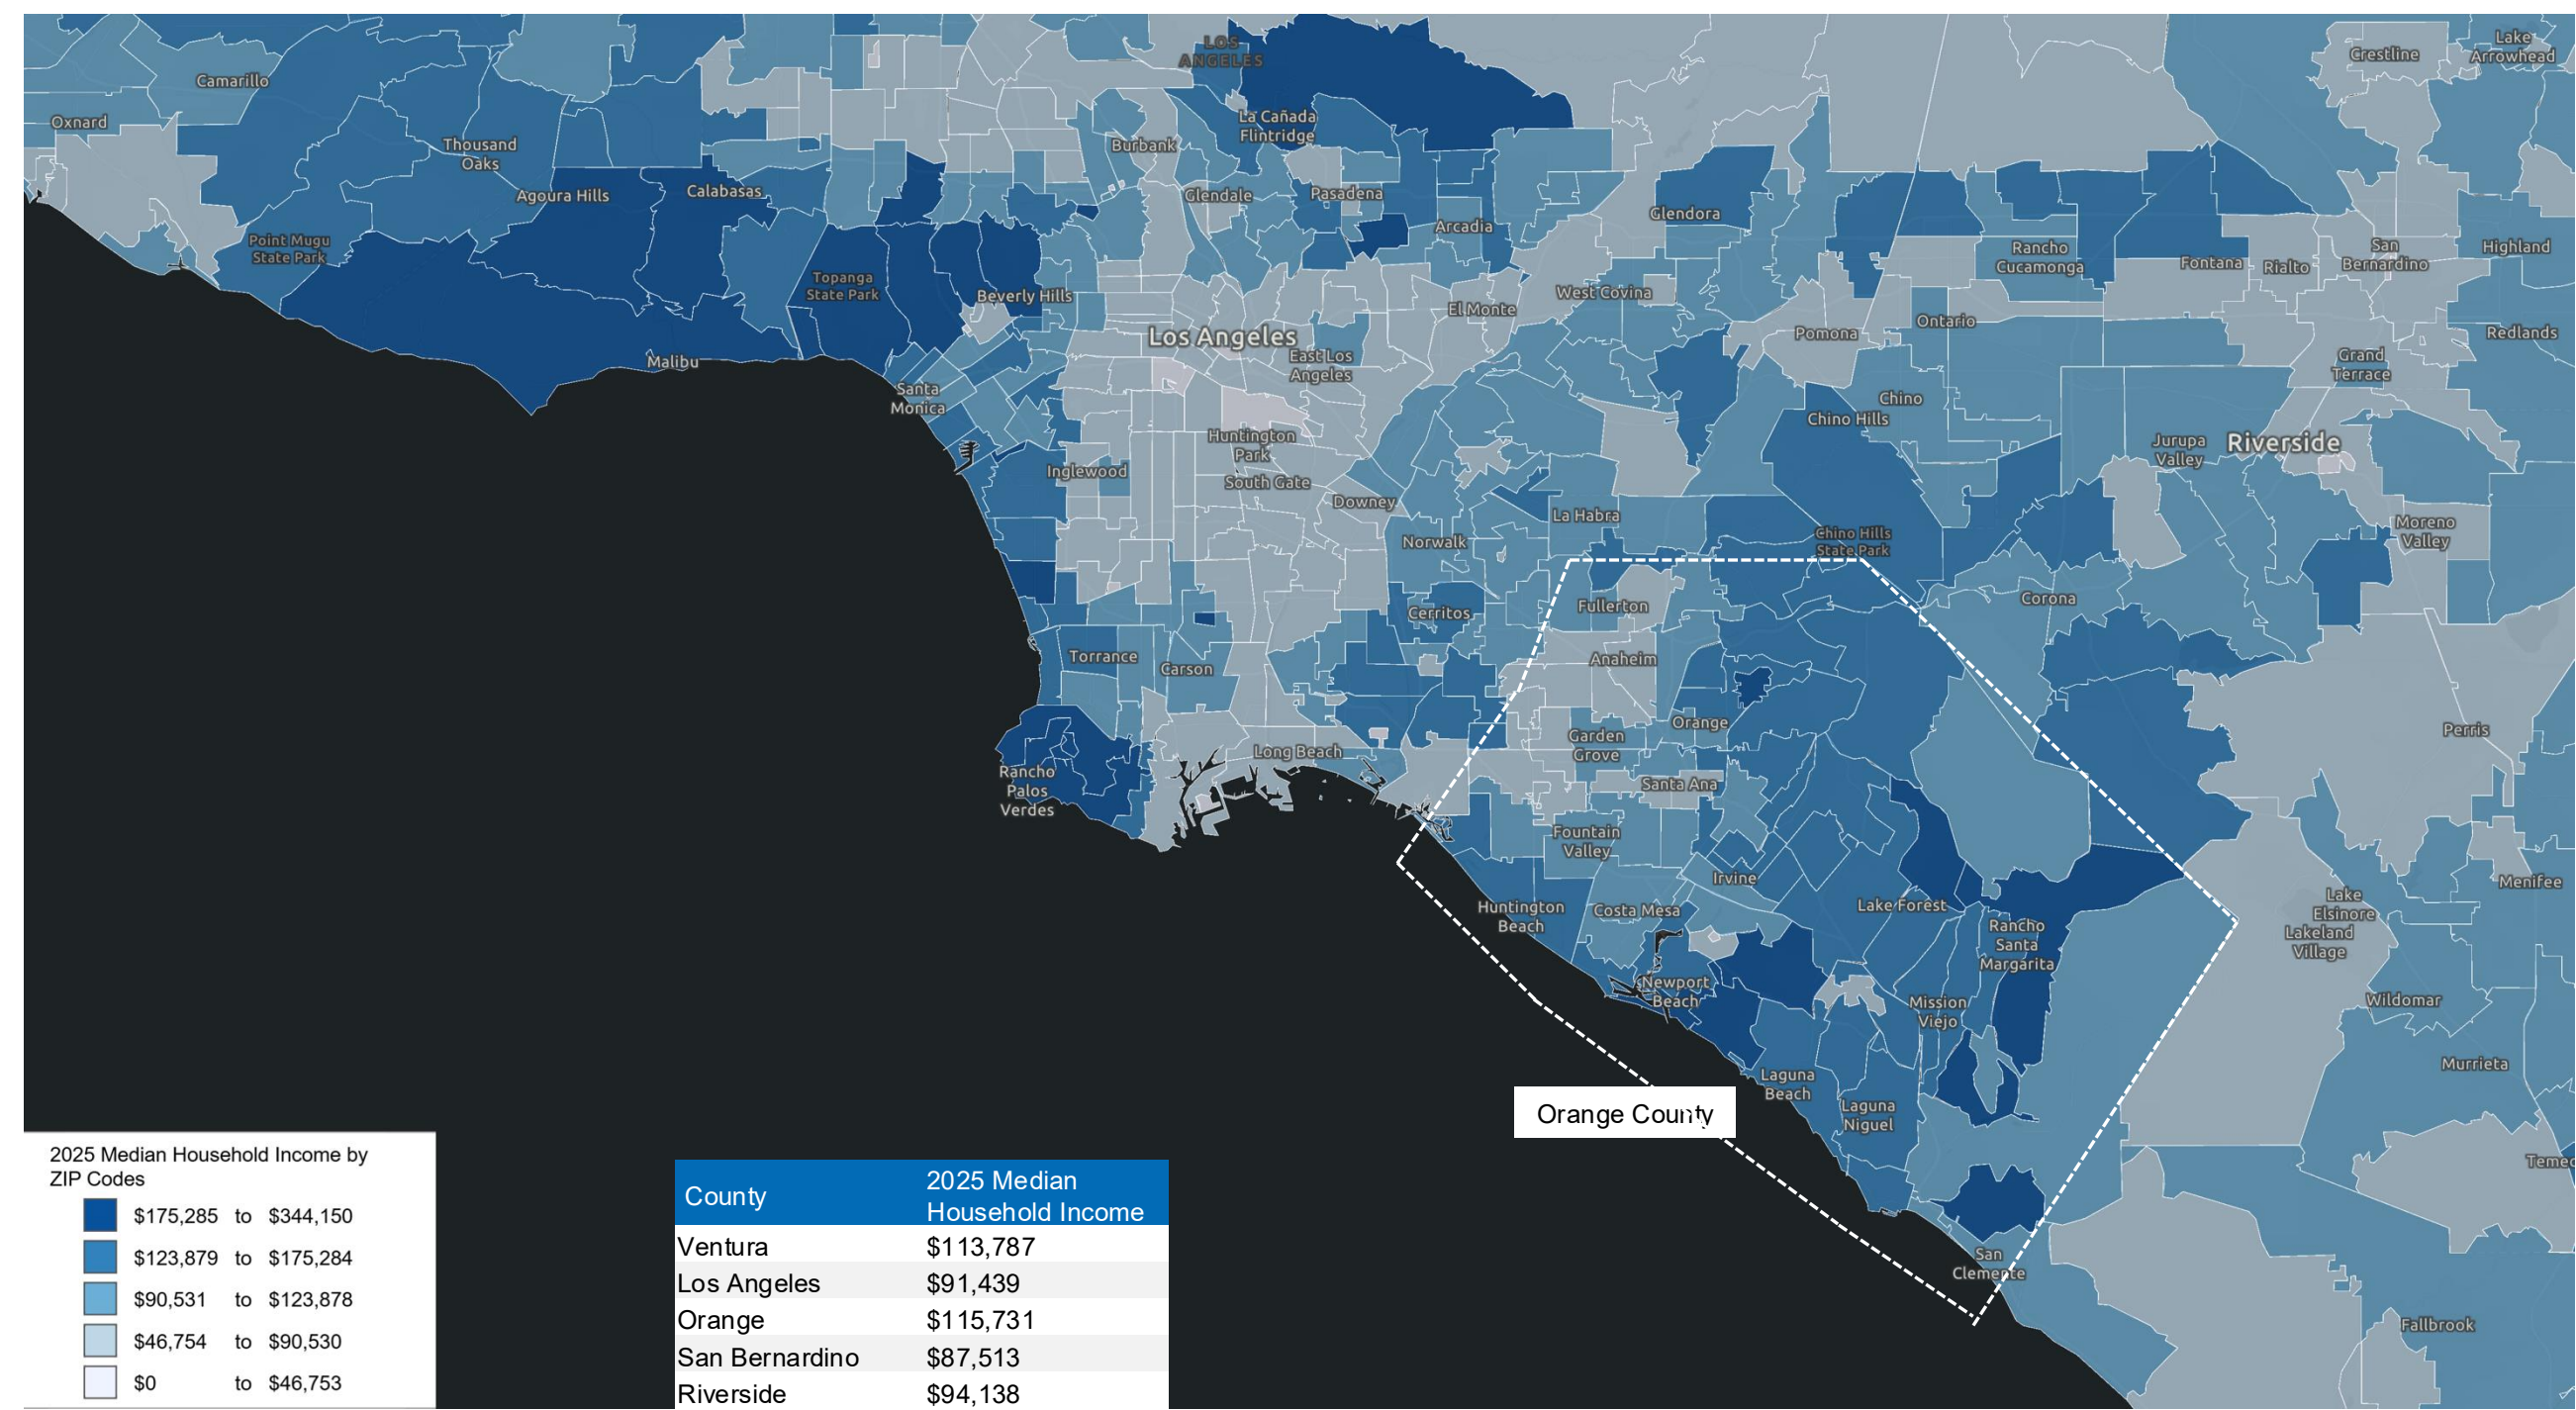 LOS
ANGELES
Crestline
Lake
Arrowhead
Camarillo
Oxnard
La Cañada
Flintridge
Thousand
Oaks
Burbank
Agoura Hills
Calabasas
Glendale
Pasadena
Arcadia
Glendora
Point Mugu
State Park
Rancho
Cucamonga
San
Bernardino
Highland
Fontana
Rialto
Topanga
State Park
Beverly Hills
West Covina
El Monte
Los Angeles
Pomona
Ontario
Redlands
East Los
Angeles
Grand
Terrace
Malibu
Santa
Monica
Chino
Chino Hills
Huntington
Park
Jurupa
Valley
Riverside
Inglewood
South Gate
Downey
La Habra
Norwalk
Chino Hills
State Park
Moreno
Valley
Cerritos
Fullerton
Corona
Torrance
Carson
Anaheim
Orange
Perris
Garden
Grove
Long Beach
Rancho
Palos
Verdes
Santa Ana
Fountain
Valley
Irvine
Menifee
Huntington
Beach
Costa Mesa
Lake Forest
Lake
Elsinore
Lakeland
Village
Rancho
Santa
Margarita
Newport
Beach
Mission
Viejo
Wildomar
Murrieta
Laguna
Beach
Laguna
Niguel
Orange County
Temec
San
Clemente
Fallbrook
2025 Median Household Income by
ZIP Codes
$175,285 to $344,150
$123,879 to $175,284
$90,531 to $123,878
$46,754 to $90,530
$0 to $46,753
County 2025 Median
Household Income
Ventura $113,787
Los Angeles $91,439
Orange $115,731
San Bernardino $87,513
Riverside $94,138